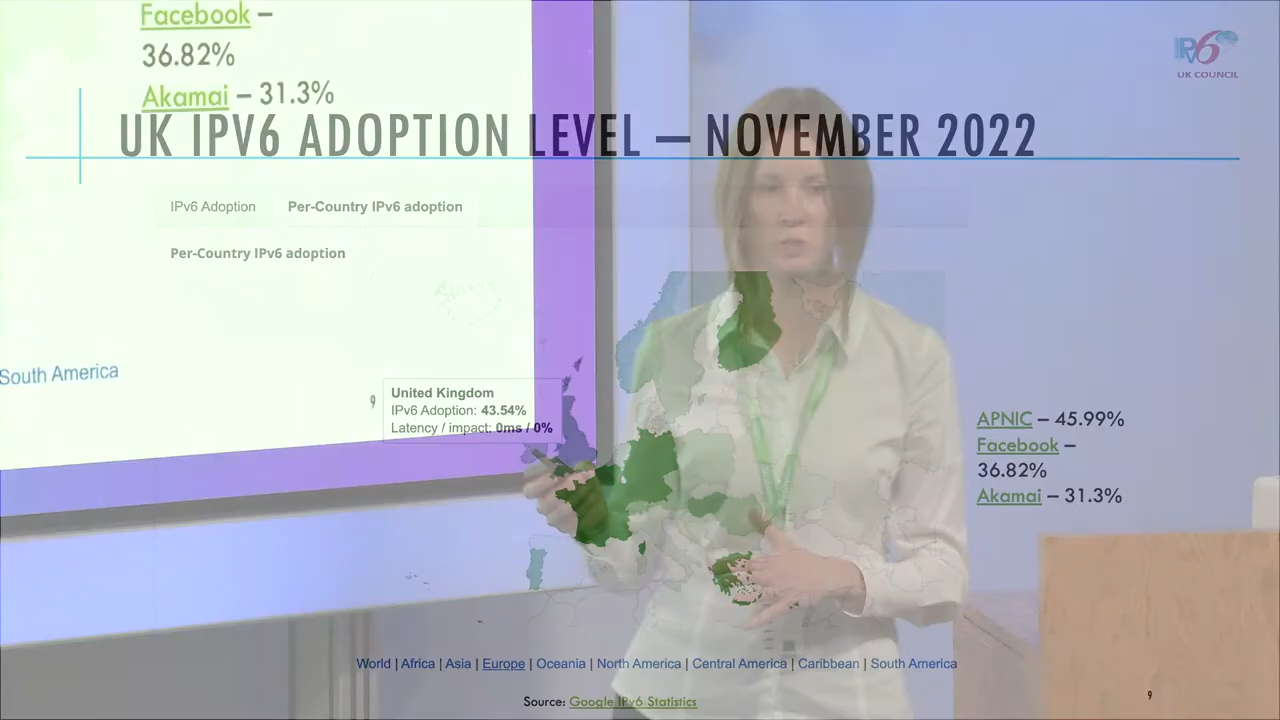 Facebook –
36.82%
Akamai – 31.3%
IPv6
UK COUNCIL
UK IPV6 ADOPTION LEVEL – NOVEMBER 2022
IPv6 Adoption
Per-Country IPv6 adoption
Per-Country IPv6 adoption
South America
9
United Kingdom
IPv6 Adoption: 43.54%
Latency / impact: 0ms / 0%
APNIC – 45.99%
Facebook –
36.82%
Akamai – 31.3%
World | Africa | Asia | Europe | Oceania | North America | Central America | Caribbean | South America
Source: Google IPv6 Statistics
9